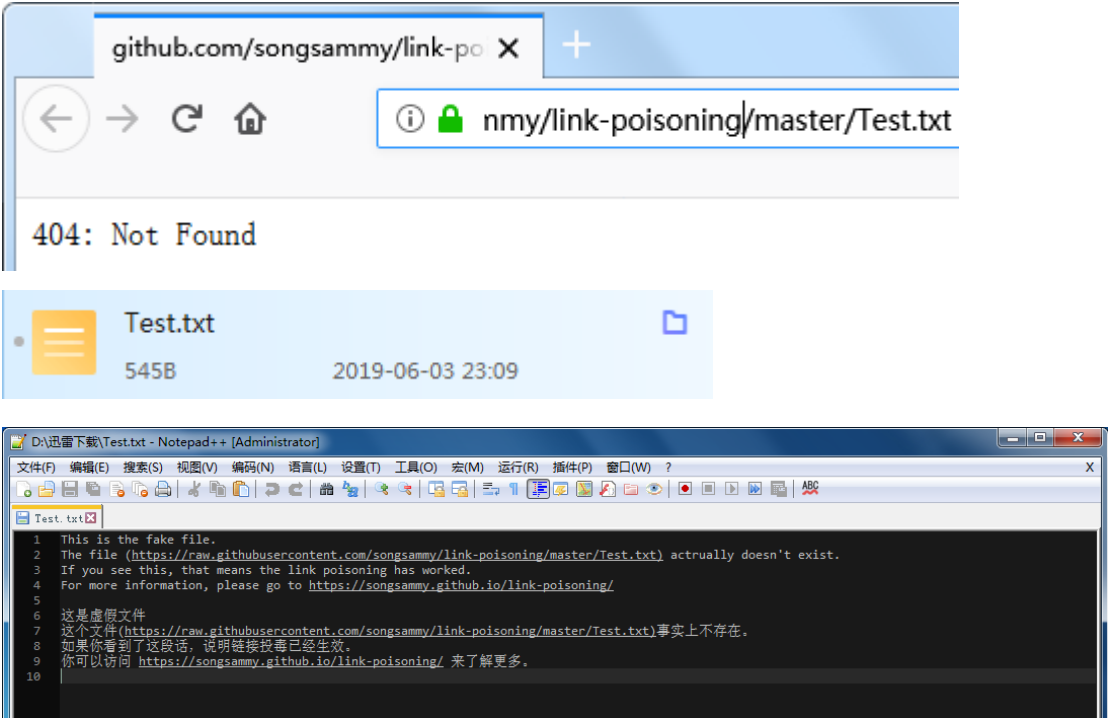 github.com/songsammy/link-po
nmy/link-poisoning/master/Test.txt
404: Not Found
Test.txt
545B 2019-06-03 23:09
D:\迅雷下载\Test.txt - Notepad++ [Administrator]
文件(F) 编辑(E) 搜索(S) 视图(V) 编码(N) 语言(L) 设置(T) 工具(O) 宏(M) 运行(R) 插件(P) 窗口(W) ? X
ABC
Test.txt
1 This is the fake file.
2 The file (https://raw.githubusercontent.com/songsammy/link-poisoning/master/Test.txt) actrually doesn't exist.
3 If you see this, that means the link poisoning has worked.
4 For more information, please go to https://songsammy.github.io/link-poisoning/
5
6 这是虚假文件
7 这个文件(https://raw.githubusercontent.com/songsammy/link-poisoning/master/Test.txt)事实上不存在。
8 如果你看到了这段话，说明链接投毒已经生效。
9 你可以访问 https://songsammy.github.io/link-poisoning/ 来了解更多。
10